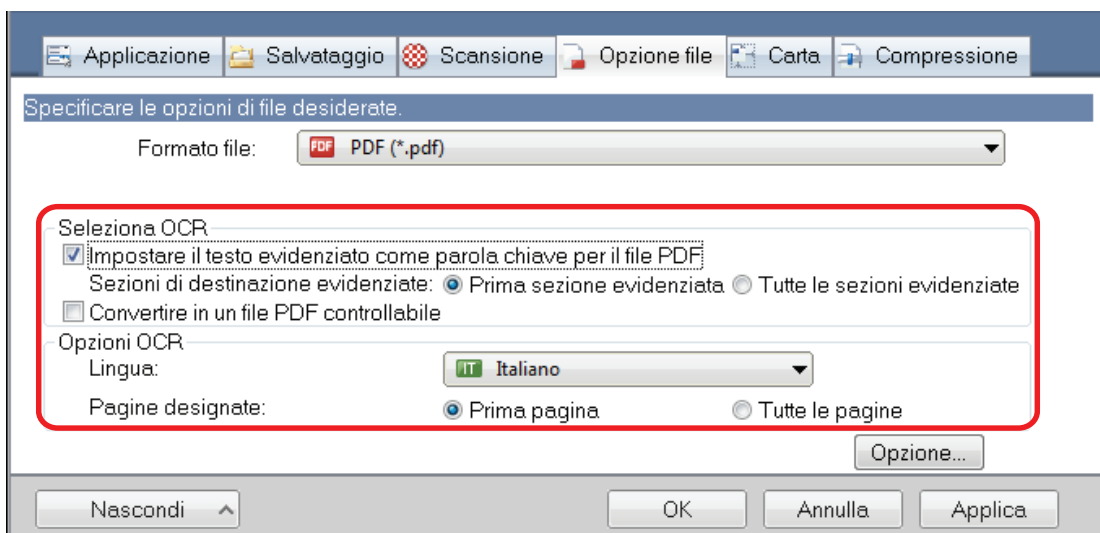 Applicazione Salvataggio Scansione Opzione file Carta Compressione
Specificare le opzioni di file desiderate.
Formato file: PDF PDF (*.pdf)
Seleziona OCR
Impostare il testo evidenziato come parola chiave per il file PDF
Sezioni di destinazione evidenziate: Prima sezione evidenziata Tutte le sezioni evidenziate
Convertire in un file PDF controllabile
Opzioni OCR
Lingua: IT Italiano
Pagine designate: Prima pagina Tutte le pagine
Opzione...
Nascondi OK Annulla Applica